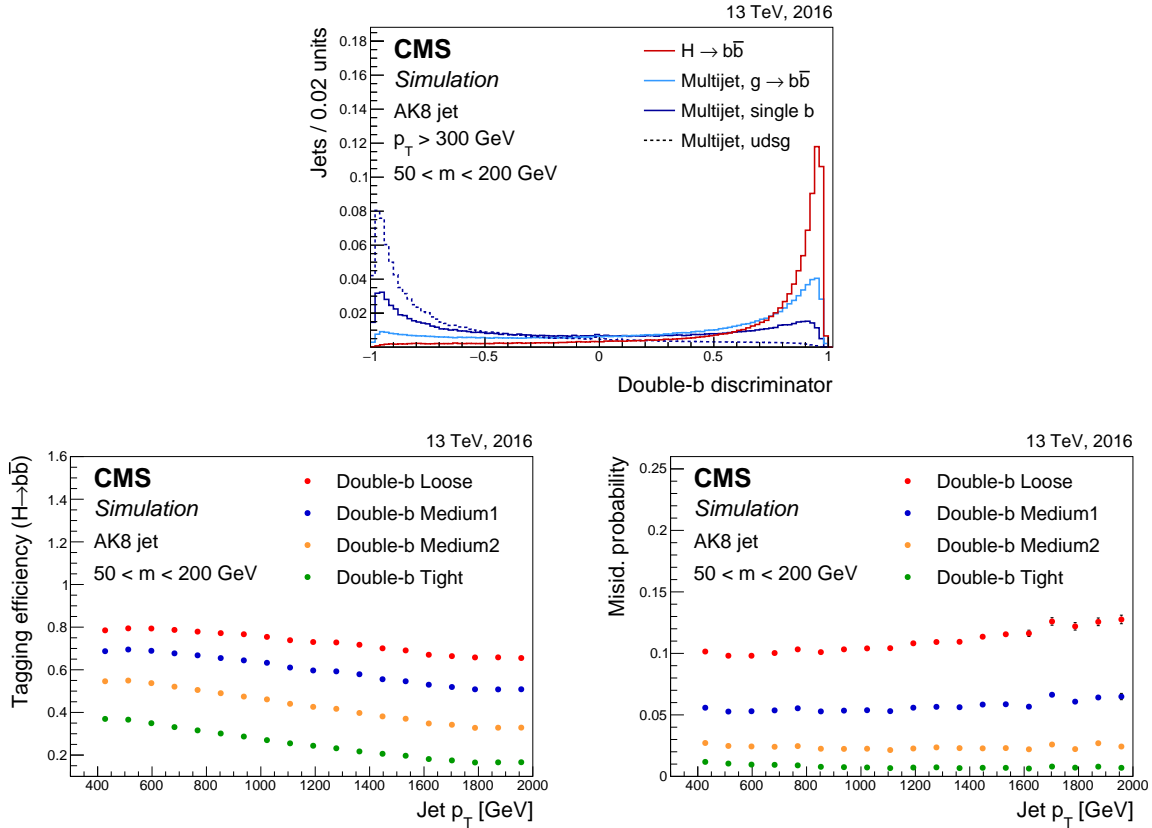 13 TeV, 2016
Jets / 0.02 units
0.18
0.16
0.14
0.12
0.1
0.08
0.06
0.04
0.02
CMS
Simulation
AK8 jet
p_T > 300 GeV
50 < m < 200 GeV
H → bb̄
Multijet, g → bb̄
Multijet, single b
Multijet, udsg
−1 −0.5 0 0.5 1
Double-b discriminator
13 TeV, 2016
Tagging efficiency (H→bb̄)
1.6
1.4
1.2
1
0.8
0.6
0.4
0.2
CMS
Simulation
AK8 jet
50 < m < 200 GeV
Double-b Loose
Double-b Medium1
Double-b Medium2
Double-b Tight
400 600 800 1000 1200 1400 1600 1800 2000
Jet p_T [GeV]
13 TeV, 2016
Misid. probability
0.25
0.2
0.15
0.1
0.05
0
CMS
Simulation
AK8 jet
50 < m < 200 GeV
Double-b Loose
Double-b Medium1
Double-b Medium2
Double-b Tight
400 600 800 1000 1200 1400 1600 1800 2000
Jet p_T [GeV]